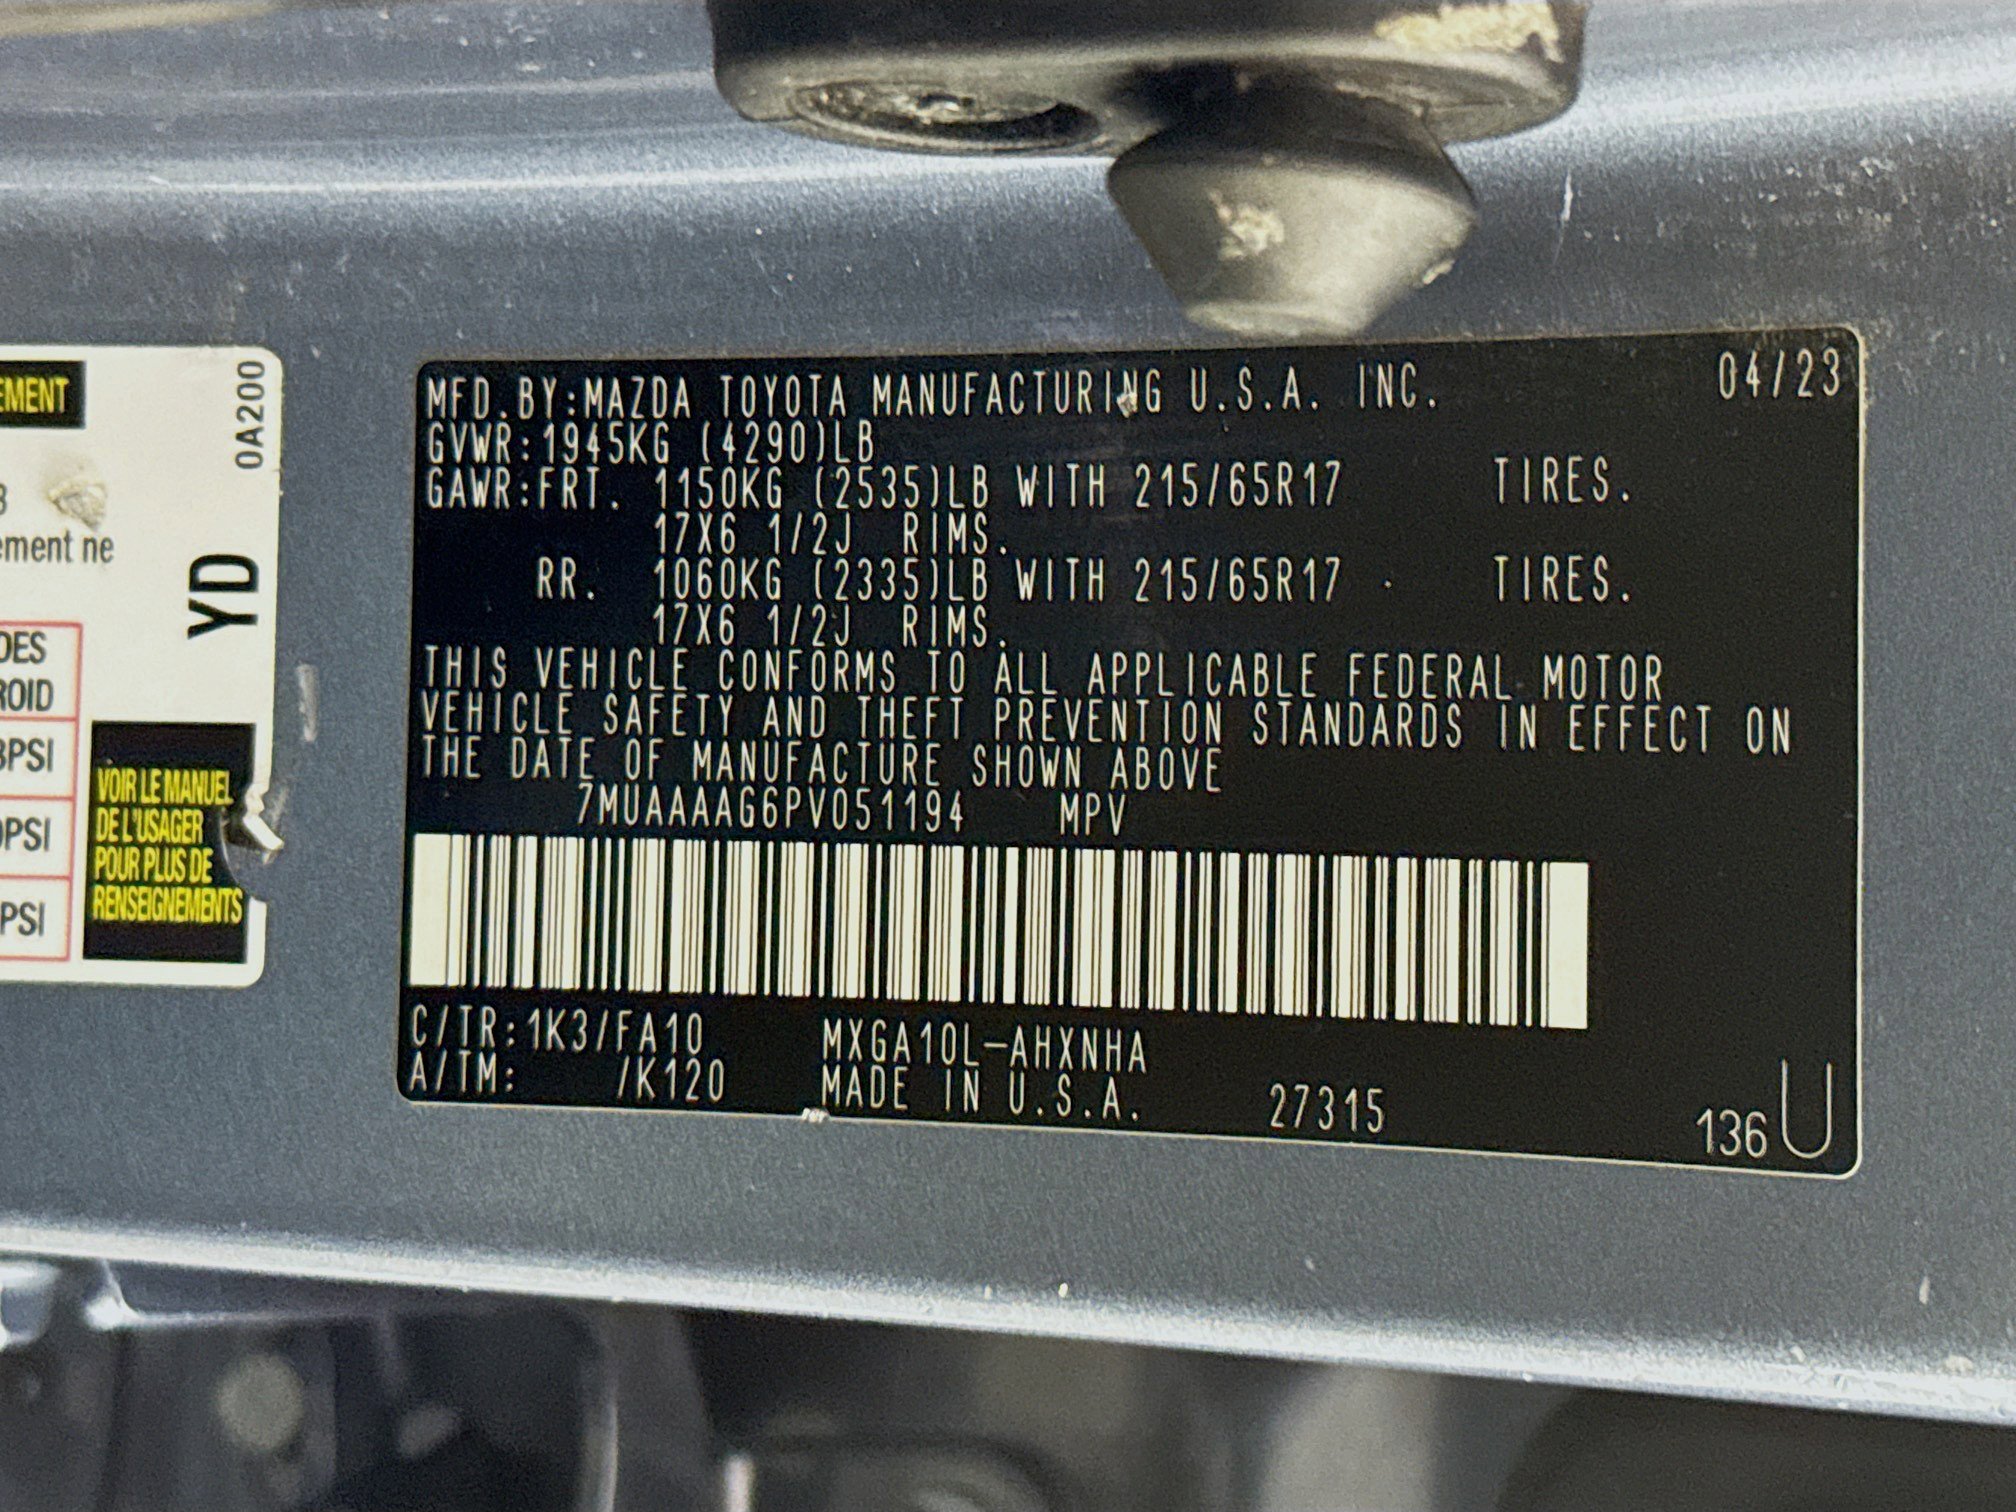 EMENT
0A200
ement ne
YD
DES
ROID
PSI
PSI
PSI
VOIR LE MANUEL
DE L'USAGER
POUR PLUS DE
RENSEIGNEMENTS
MFD.BY:MAZDA TOYOTA MANUFACTURING U.S.A. INC. 04/23
GVWR:1945KG (4290)LB
GAWR:FRT. 1150KG (2535)LB WITH 215/65R17 TIRES.
17X6 1/2J RIMS.
RR. 1060KG (2335)LB WITH 215/65R17 TIRES.
17X6 1/2J RIMS.
THIS VEHICLE CONFORMS TO ALL APPLICABLE FEDERAL MOTOR
VEHICLE SAFETY AND THEFT PREVENTION STANDARDS IN EFFECT ON
THE DATE OF MANUFACTURE SHOWN ABOVE
7MUAAAAG6PV051194 MPV
C/TR:1K3/FA10 MXGA10L-AHXNHA
A/TM: /K120 MADE IN U.S.A. 27315
136 U